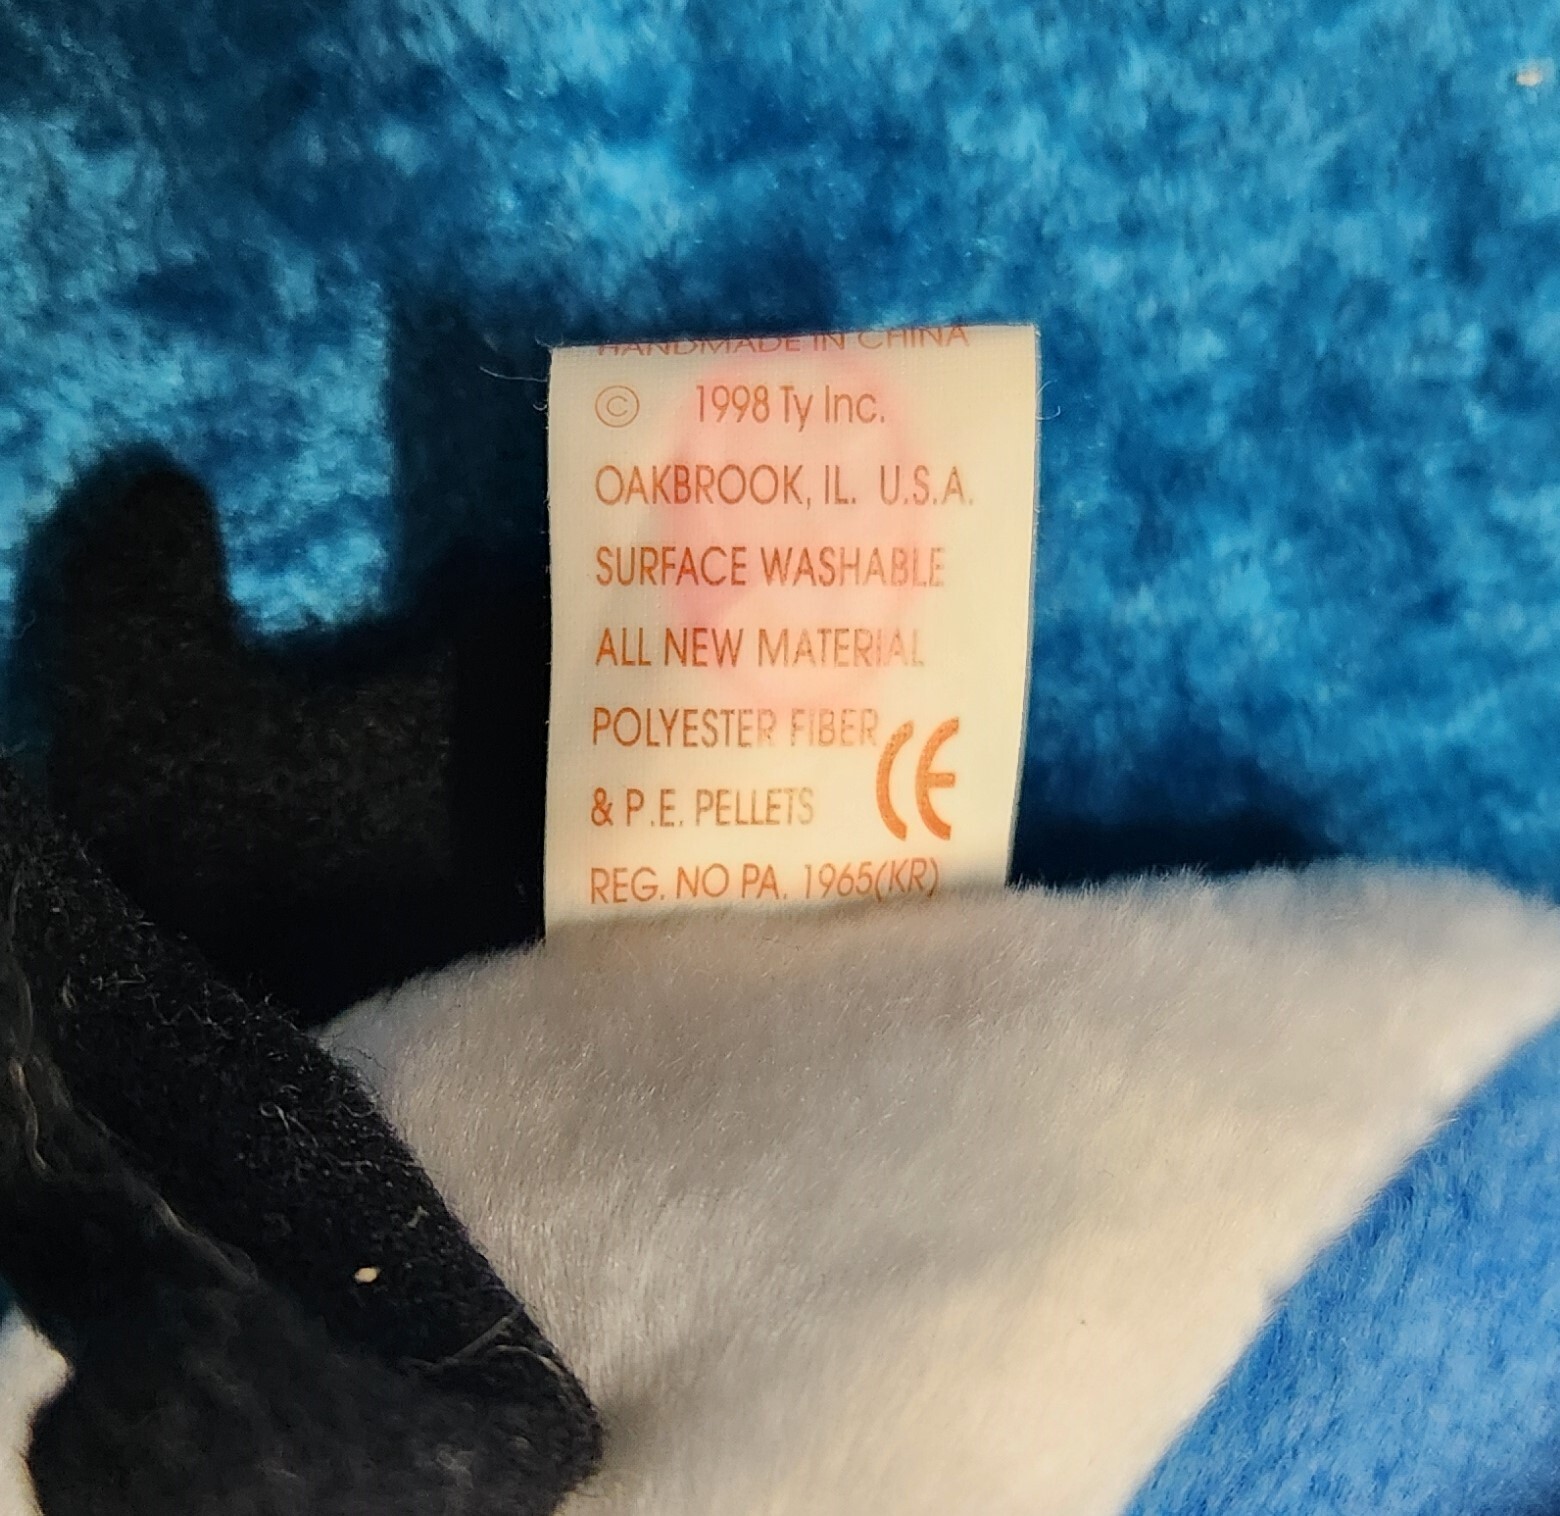 HANDMADE IN CHINA
© 1998 Ty Inc.
OAKBROOK, IL. U.S.A.
SURFACE WASHABLE
ALL NEW MATERIAL
POLYESTER FIBER
& P.E. PELLETS CE
REG. NO PA. 1965(KR)